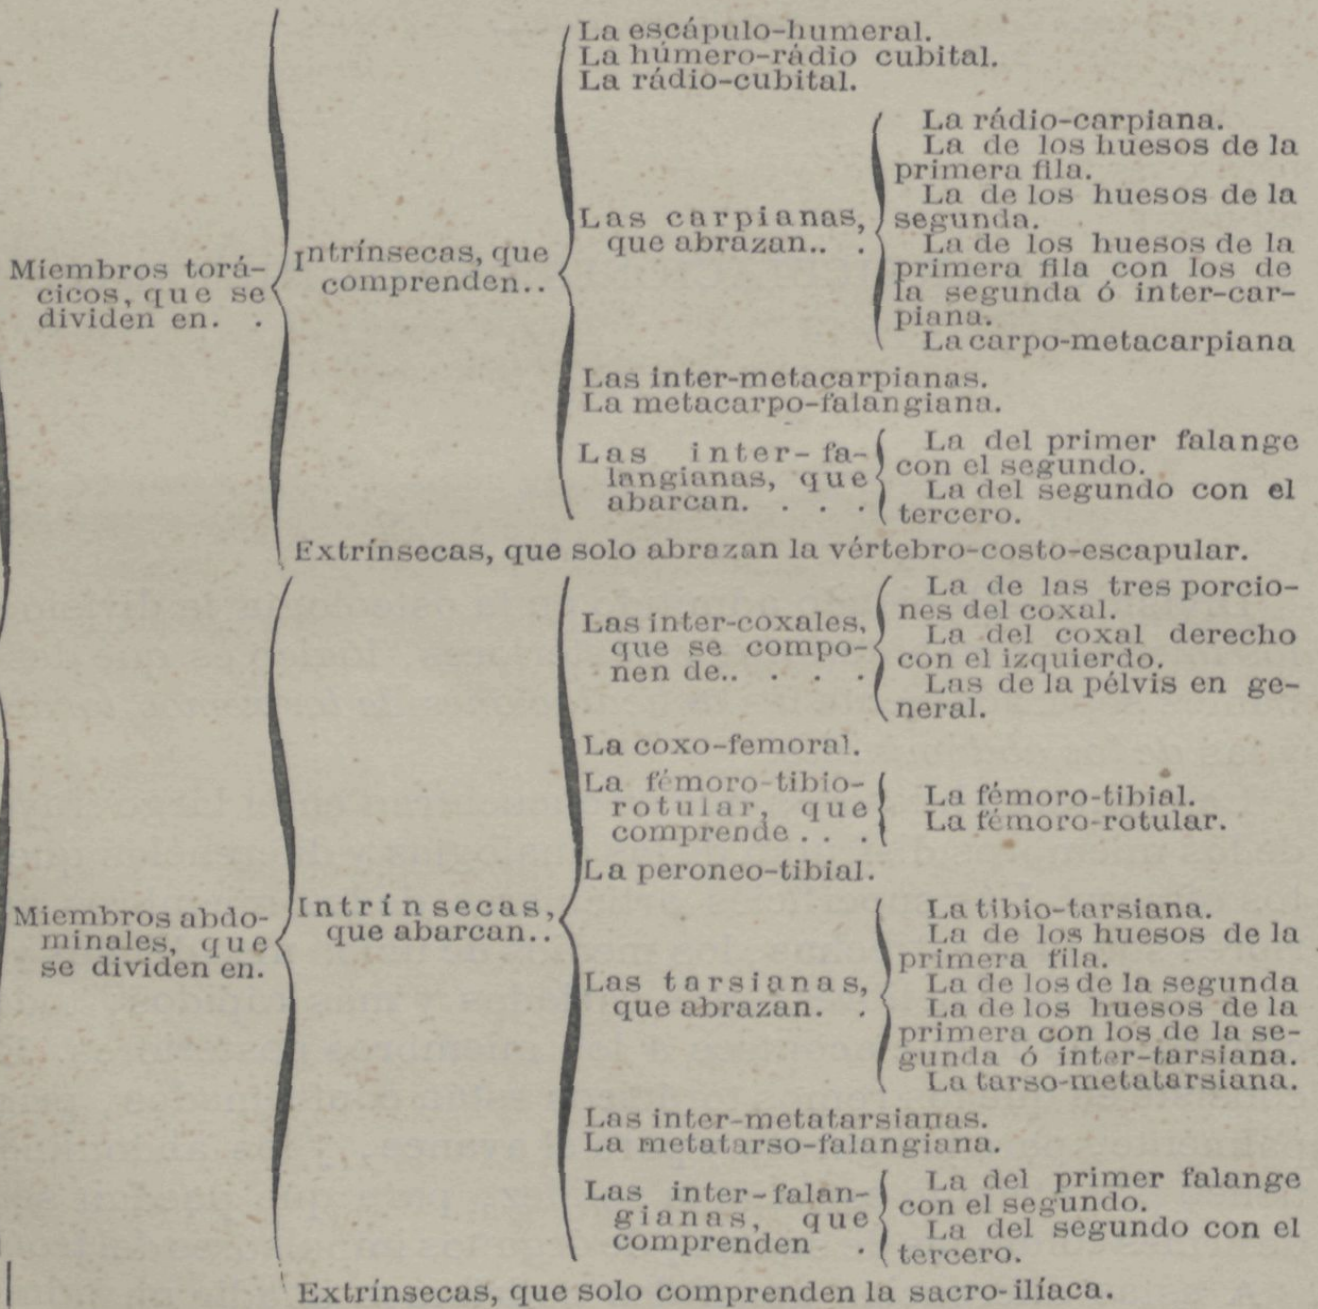 Miembros torá-
cicos, que se
dividen en. .
Intrínsecas, que
comprenden..
La escápulo-humeral.
La húmero-rádio cubital.
La rádio-cubital.
Las carpianas,
que abrazan.. .
La rádio-carpiana.
La de los huesos de la
primera fila.
La de los huesos de la
segunda.
La de los huesos de la
primera fila con los de
la segunda ó inter-car-
piana.
La carpo-metacarpiana
Las inter-metacarpianas.
La metacarpo-falangiana.
Las inter-fa-
langianas, que
abarcan. . . .
La del primer falange
con el segundo.
La del segundo con el
tercero.
Extrínsecas, que solo abrazan la vértebro-costo-escapular.
Miembros abdo-
minales, que
se dividen en.
Intrínsecas,
que abarcan..
Las inter-coxales,
que se compo-
nen de.. . . .
La de las tres porcio-
nes del coxal.
La del coxal derecho
con el izquierdo.
Las de la pélvis en ge-
neral.
La coxo-femoral.
La fémoro-tibio-
rotular, que
comprende . . .
La fémoro-tibial.
La fémoro-rotular.
La peroneo-tibial.
Las tarsianas,
que abrazan. .
La tibio-tarsiana.
La de los huesos de la
primera fila.
La de los de la segunda
La de los huesos de la
primera con los de la se-
gunda ó inter-tarsiana.
La tarso-metatarsiana.
Las inter-metatarsianas.
La metatarso-falangiana.
Las inter-falan-
gianas, que
comprenden .
La del primer falange
con el segundo.
La del segundo con el
tercero.
Extrínsecas, que solo comprenden la sacro-ilíaca.